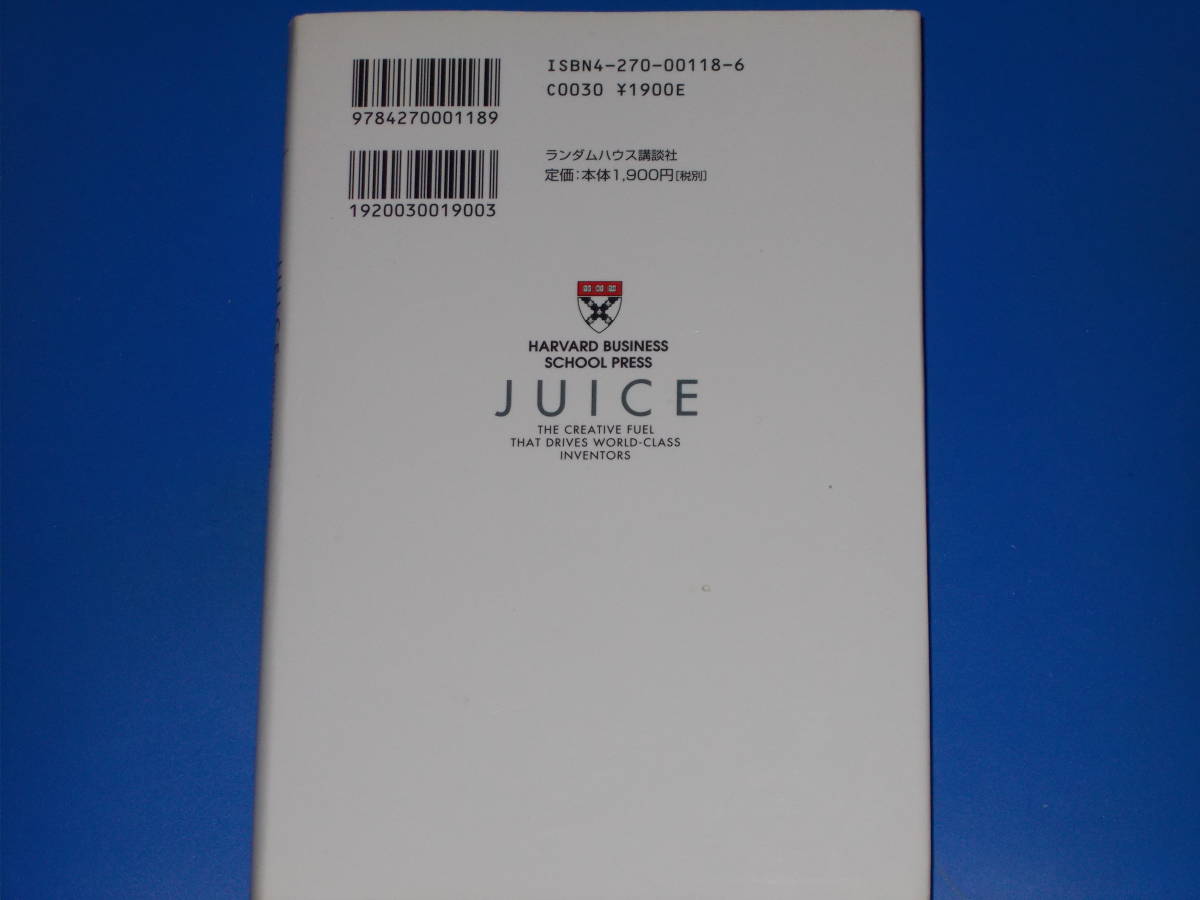 ISBN4-270-00118-6
C0030 ¥1900E
9784270001189
ランダムハウス講談社
定価:本体1,900円[税別]
1920030019003
HARVARD BUSINESS
SCHOOL PRESS
JUICE
THE CREATIVE FUEL
THAT DRIVES WORLD-CLASS
INVENTORS